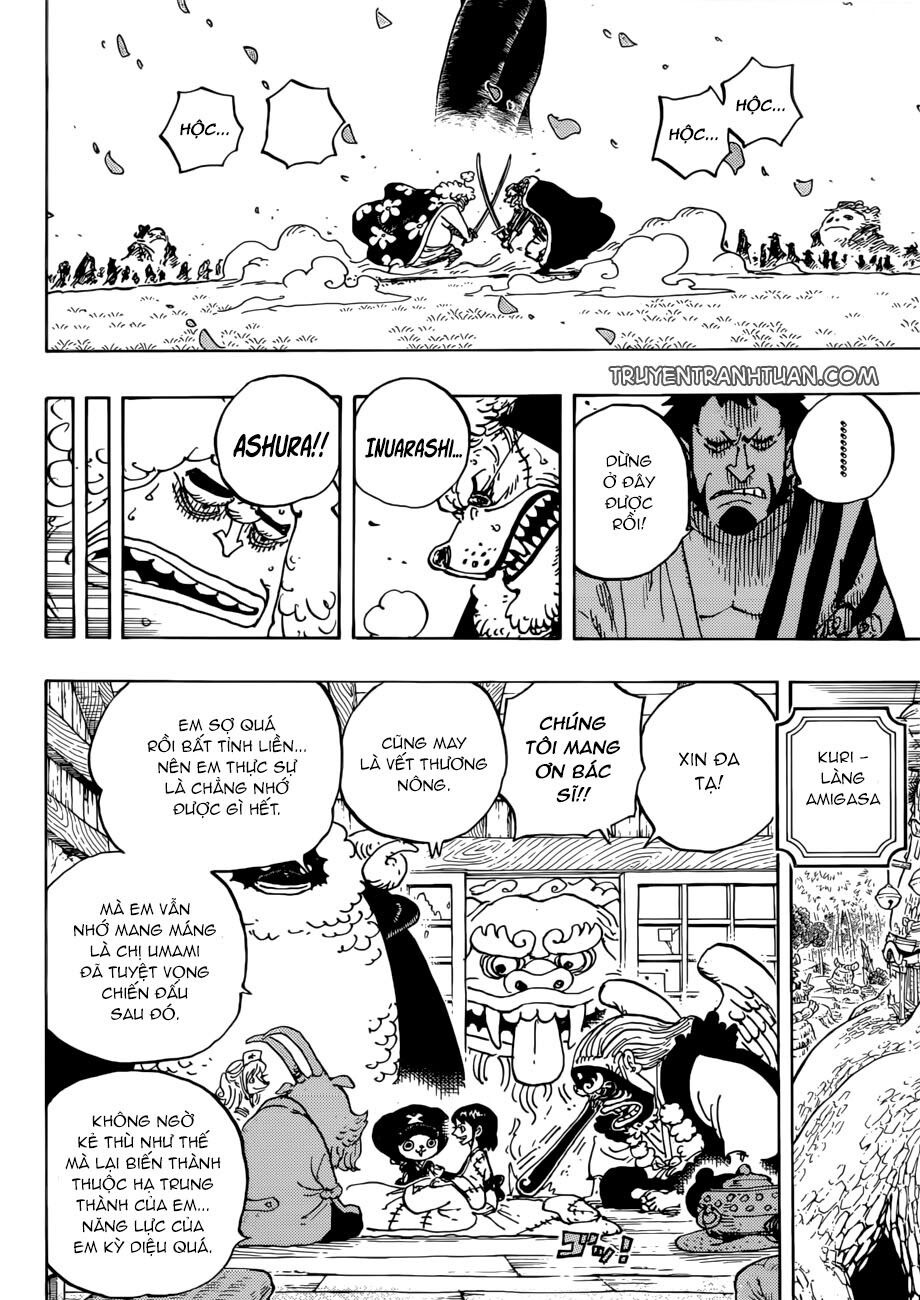 HỘC...
HỘC...
HỘC...
TRUYENTRANHTUAN.COM
..........
DỪNG
Ở ĐÂY
ĐƯỢC
RỒI!
INUARASHI...
ASHURA!!
KURI –
LÀNG
AMIGASA
XIN ĐA
TẠ!
CHÚNG
TÔI MANG
ƠN BÁC
SĨ!!
CŨNG MAY
LÀ VẾT THƯƠNG
NÔNG.
EM SỢ QUÁ
RỒI BẤT TỈNH LIỀN...
NÊN EM THỰC SỰ
LÀ CHẲNG NHỚ
ĐƯỢC GÌ HẾT.
MÀ EM VẪN
NHỚ MANG MÁNG
LÀ CHỊ UMAMI
ĐÃ TUYỆT VỌNG
CHIẾN ĐẤU
SAU ĐÓ.
KHÔNG NGỜ
KẺ THÙ NHƯ THẾ
MÀ LẠI BIẾN THÀNH
THUỘC HẠ TRUNG
THÀNH CỦA EM...
NĂNG LỰC CỦA
EM KỲ DIỆU QUÁ.
ゴッ!